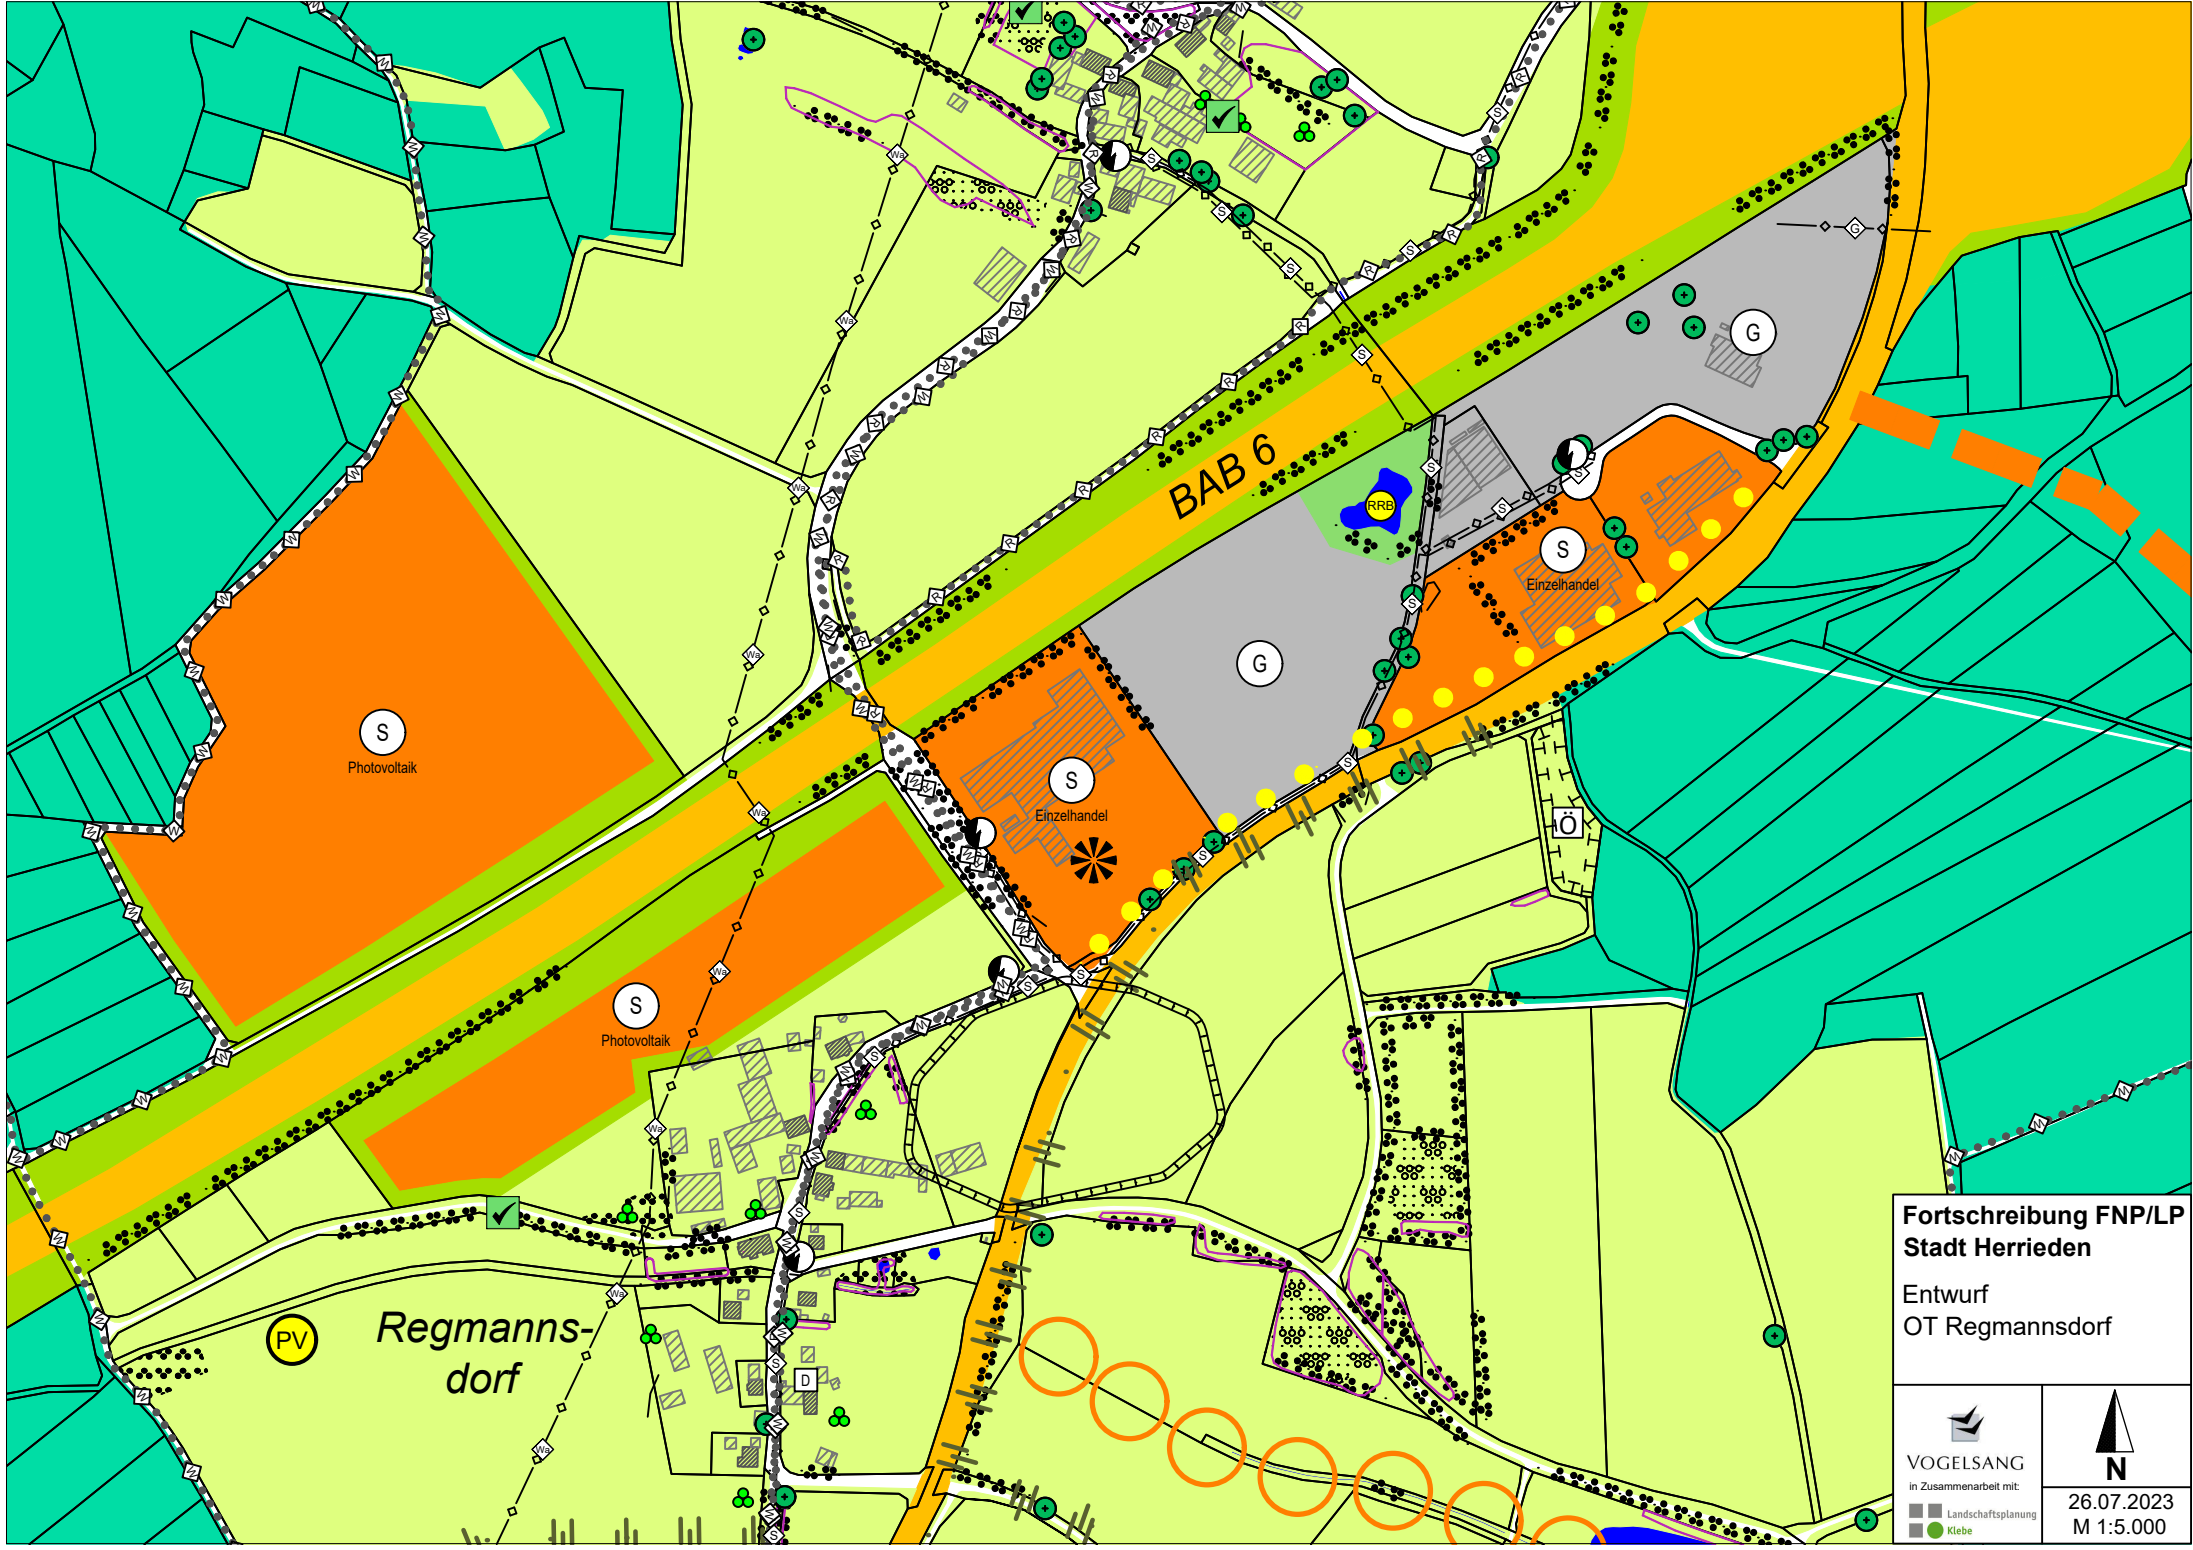 BAB 6
G
RRB
S
Einzelhandel
G
S
Photovoltaik
S
Einzelhandel
Ö
S
Photovoltaik
PV
Regmanns-
dorf
D
Fortschreibung FNP/LP
Stadt Herrieden
Entwurf
OT Regmannsdorf
VOGELSANG
in Zusammenarbeit mit:
Landschaftsplanung
Klebe
N
26.07.2023
M 1:5.000